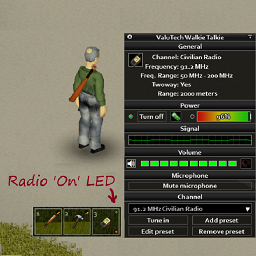 ValuTech Walkie Talkie
General
Channel: Civilian Radio
Frequency: 91.2 MHz
Freq. Range: 50 MHz - 200 MHz
Twoway: Yes
Range: 2000 meters
Power
Turn off
96%
Signal
Volume
Microphone
Mute microphone
Channel
91.2 MHz Civilian Radio
Tune in
Add preset
Edit preset
Remove preset
Radio 'On' LED
1
2
3